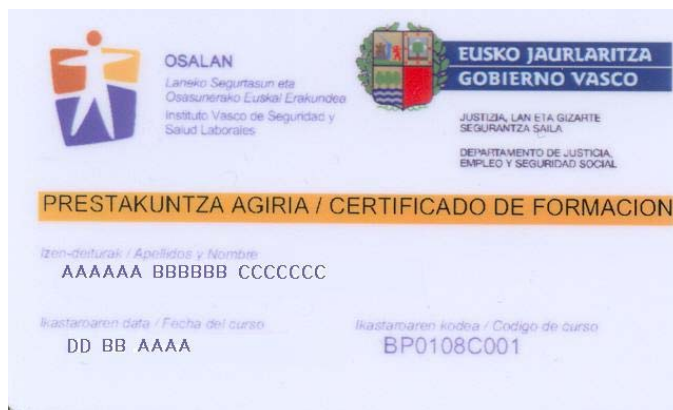 OSALAN
Laneko Segurtasun eta
Osasunerako Euskal Erakundea
Instituto Vasco de Seguridad y
Salud Laborales
EUSKO JAURLARITZA
GOBIERNO VASCO
JUSTIZIA, LAN ETA GIZARTE
SEGURANTZA SAILA
DEPARTAMENTO DE JUSTICIA,
EMPLEO Y SEGURIDAD SOCIAL
PRESTAKUNTZA AGIRIA / CERTIFICADO DE FORMACION
Izen-deiturak / Apellidos y Nombre
AAAAAA BBBBBB CCCCCCC
Ikastaroaren data / Fecha del curso
Ikastaroaren kodea / Codigo de curso
DD BB AAAA
BP0108C001